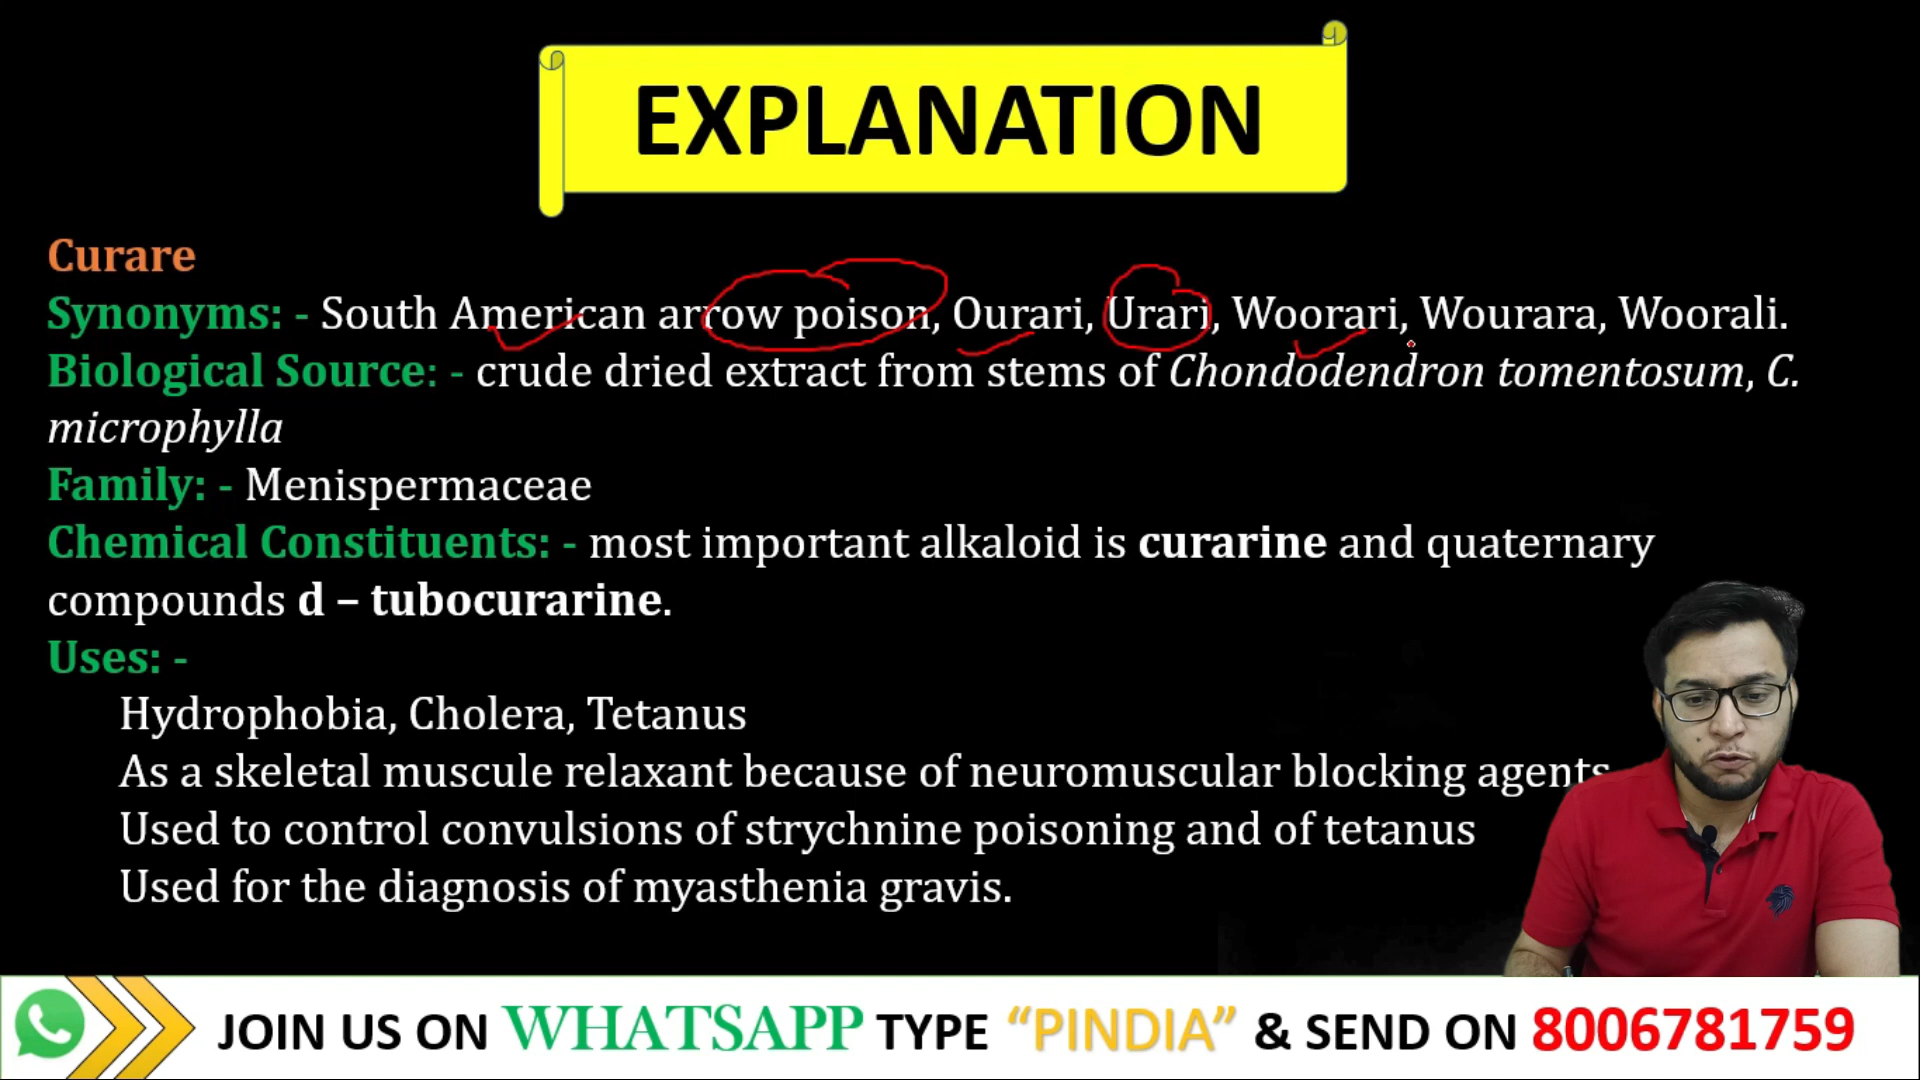 EXPLANATION
Curare
Synonyms: - South American arrow poison, Ourari, Urari, Woorari, Wourara, Woorali.
Biological Source: - crude dried extract from stems of Chondodendron tomentosum, C.
microphylla
Family: - Menispermaceae
Chemical Constituents: - most important alkaloid is curarine and quaternary
compounds d – tubocurarine.
Uses: -
Hydrophobia, Cholera, Tetanus
As a skeletal muscule relaxant because of neuromuscular blocking agents
Used to control convulsions of strychnine poisoning and of tetanus
Used for the diagnosis of myasthenia gravis.
JOIN US ON WHATSAPP TYPE “PINDIA” & SEND ON 8006781759